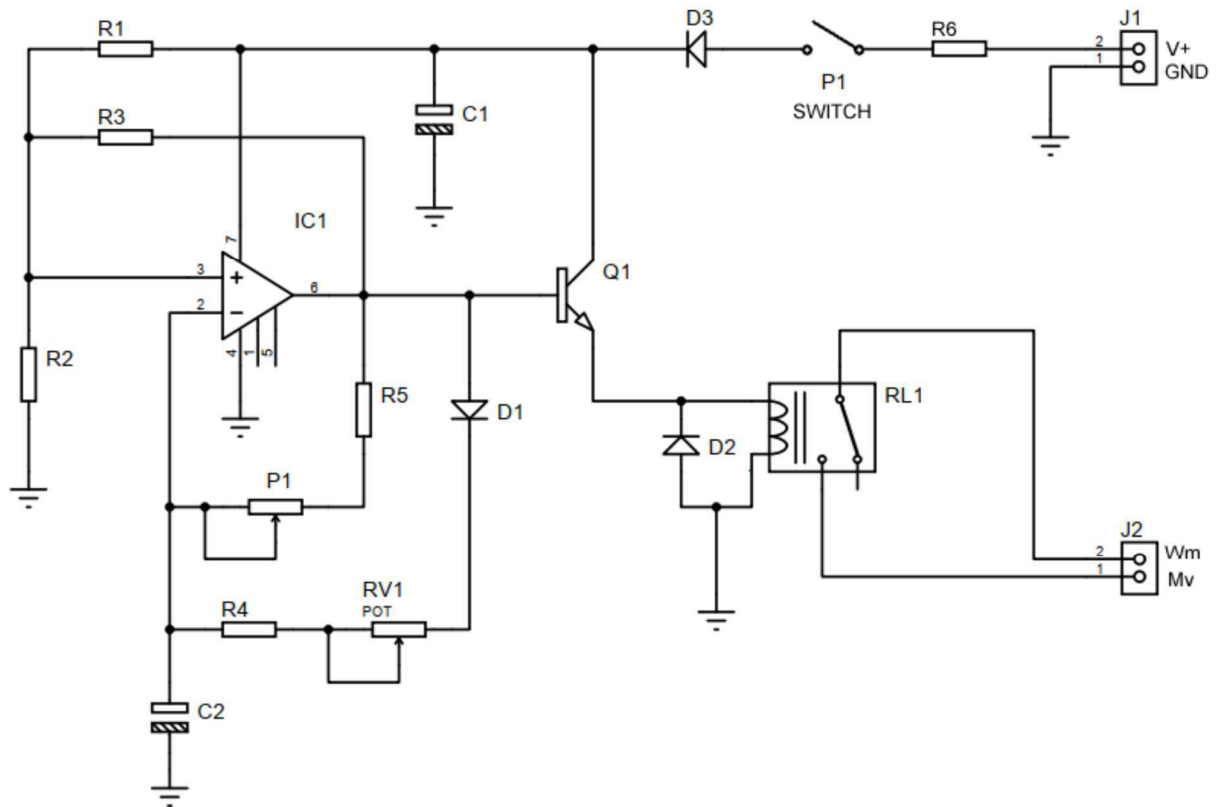 R1
D3
J1
R6
2
V+
1
GND
P1
SWITCH
C1
R3
IC1
7
3
+
6
2
-
4
1
5
Q1
R2
R5
D1
D2
RL1
P1
RV1
POT
R4
C2
J2
2
Wm
1
Mv